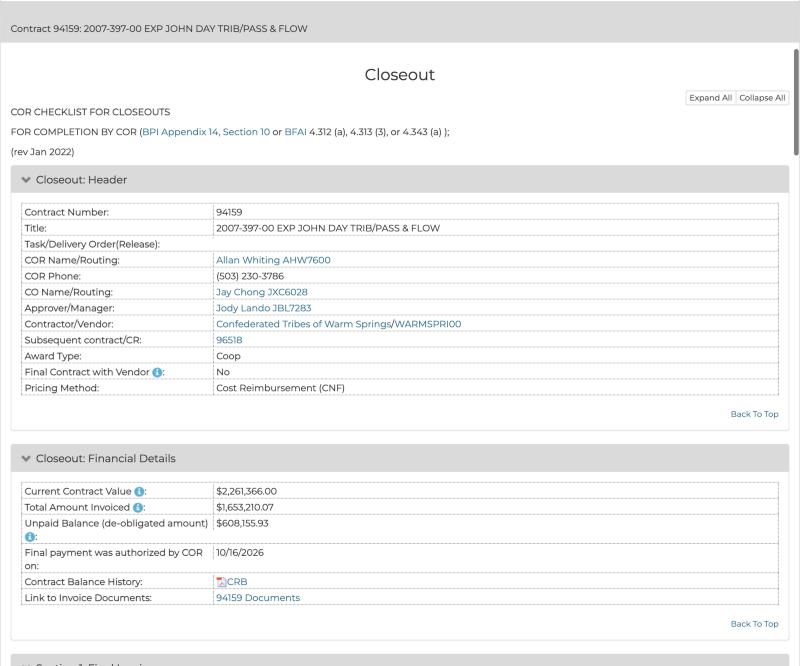 Contract 94159: 2007-397-00 EXP JOHN DAY TRIB/PASS & FLOW
Closeout
Expand All Collapse All
COR CHECKLIST FOR CLOSEOUTS
FOR COMPLETION BY COR (BPI Appendix 14, Section 10 or BFAI 4.312 (a), 4.313 (3), or 4.343 (a) );
(rev Jan 2022)
Closeout: Header
Contract Number: 94159
Title: 2007-397-00 EXP JOHN DAY TRIB/PASS & FLOW
Task/Delivery Order(Release):
COR Name/Routing: Allan Whiting AHW7600
COR Phone: (503) 230-3786
CO Name/Routing: Jay Chong JXC6028
Approver/Manager: Jody Lando JBL7283
Contractor/Vendor: Confederated Tribes of Warm Springs/WARMSPRI00
Subsequent contract/CR: 96518
Award Type: Coop
Final Contract with Vendor : No
Pricing Method: Cost Reimbursement (CNF)
Back To Top
Closeout: Financial Details
Current Contract Value : $2,261,366.00
Total Amount Invoiced : $1,653,210.07
Unpaid Balance (de-obligated amount) $608,155.93
:
Final payment was authorized by COR 10/16/2026
on:
Contract Balance History: CRB
Link to Invoice Documents: 94159 Documents
Back To Top